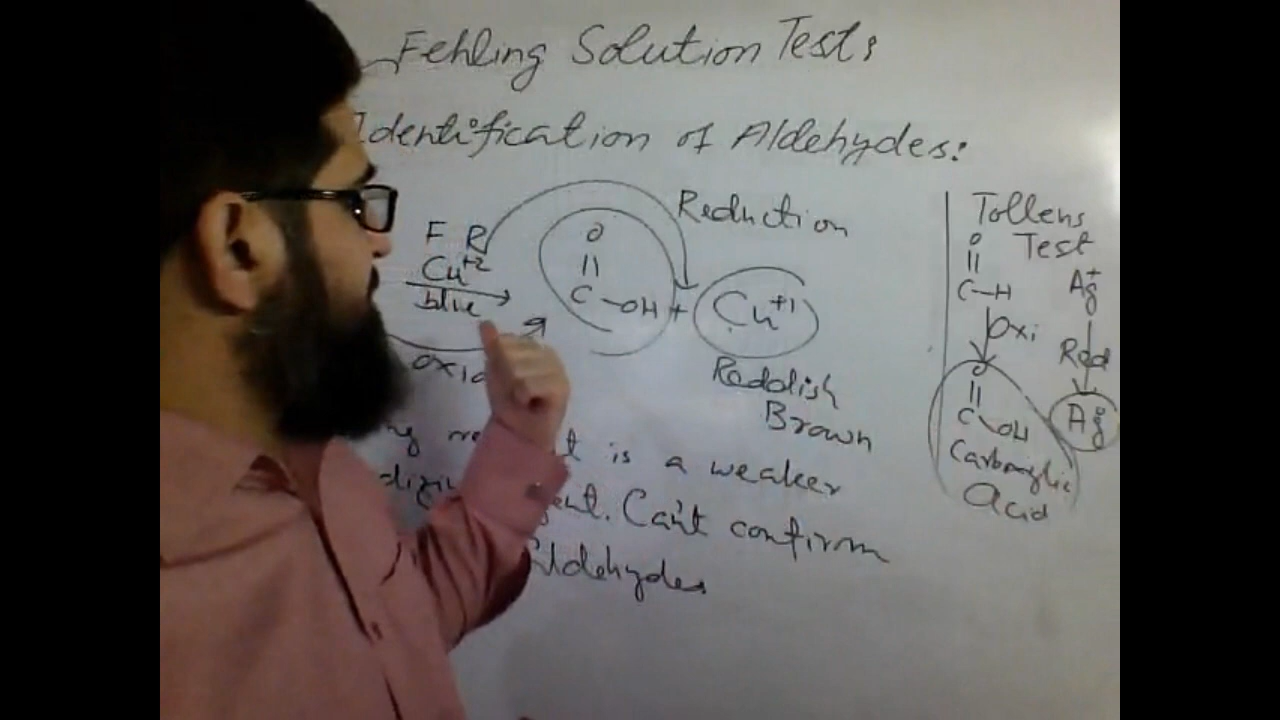 Fehling Solution Test:
Identification of Aldehydes:
F R
Cu+2
blue
O
C-OH + Cu+1
Reduction
Reddish
Brown
is a weaker
Can't confirm
Aldehydes
Tollens
Test
O
C-H
Ag+
Oxi
Red
O
C-OH
Ag°
Carboxylic
Acid